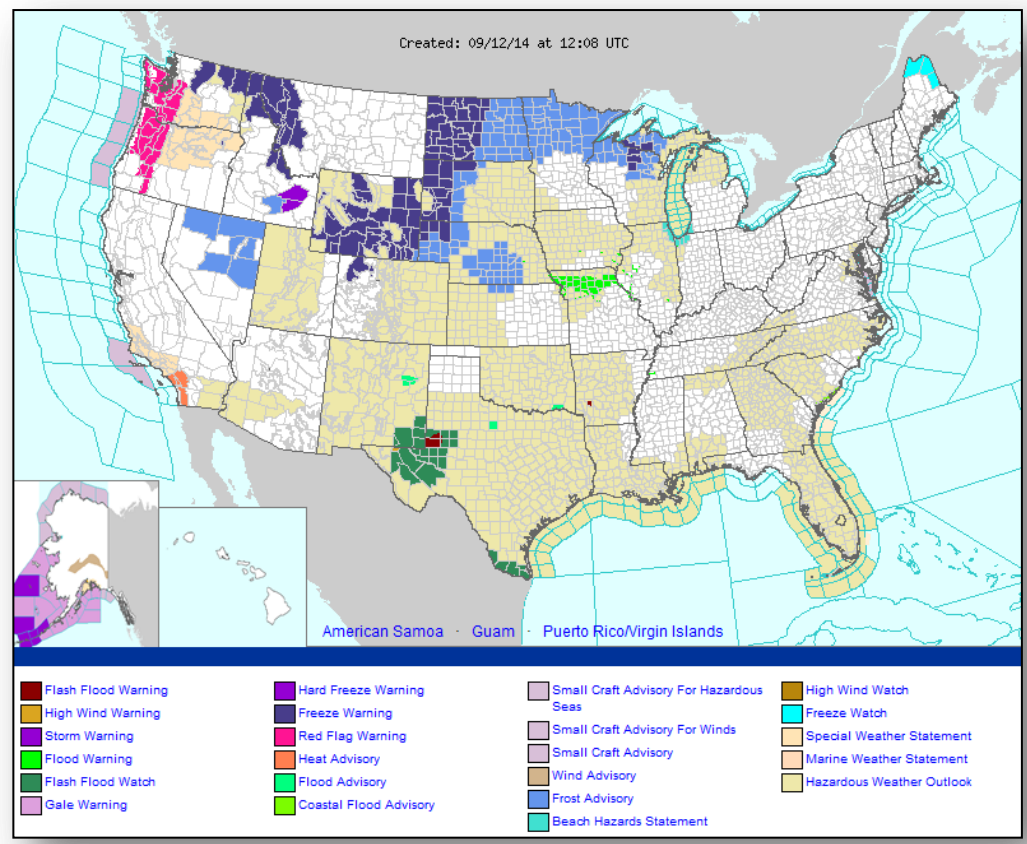 Created: 09/12/14 at 12:08 UTC
American Samoa · Guam · Puerto Rico/Virgin Islands
Flash Flood Warning
High Wind Warning
Storm Warning
Flood Warning
Flash Flood Watch
Gale Warning
Hard Freeze Warning
Freeze Warning
Red Flag Warning
Heat Advisory
Flood Advisory
Coastal Flood Advisory
Small Craft Advisory For Hazardous
Seas
Small Craft Advisory For Winds
Small Craft Advisory
Wind Advisory
Frost Advisory
Beach Hazards Statement
High Wind Watch
Freeze Watch
Special Weather Statement
Marine Weather Statement
Hazardous Weather Outlook